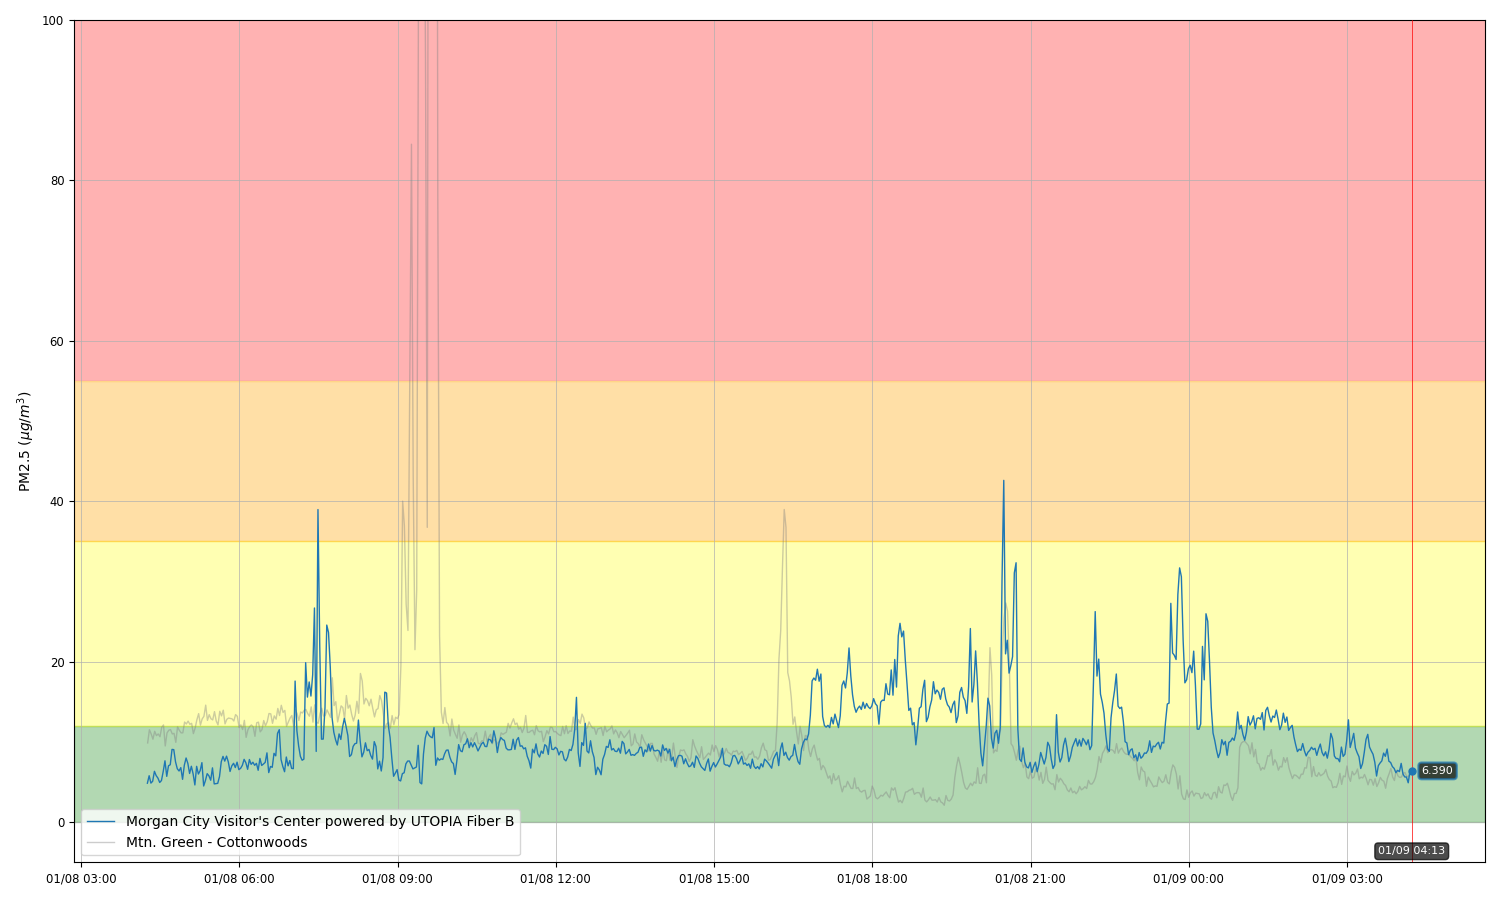 100
80
60
40
20
0
PM2.5 (μg/m³)
6.390
Morgan City Visitor's Center powered by UTOPIA Fiber B
Mtn. Green - Cottonwoods
01/09 04:13
01/08 03:00 01/08 06:00 01/08 09:00 01/08 12:00 01/08 15:00 01/08 18:00 01/08 21:00 01/09 00:00 01/09 03:00